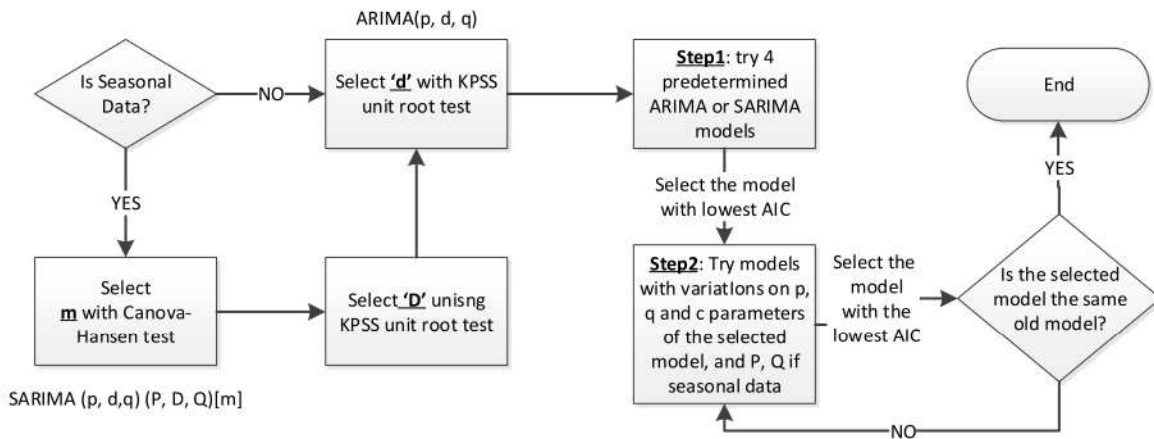 ARIMA(p, d, q)
Is Seasonal
Data?
NO
Select 'd' with KPSS
unit root test
Step1: try 4
predetermined
ARIMA or SARIMA
models
End
YES
YES
Select the model
with lowest AIC
Select
m with Canova-
Hansen test
Select 'D' unisng
KPSS unit root test
Step2: Try models
with variatIons on p,
q and c parameters
of the selected
model, and P, Q if
seasonal data
Select the
model
with the
lowest AIC
Is the selected
model the same
old model?
SARIMA (p, d,q) (P, D, Q)[m]
NO